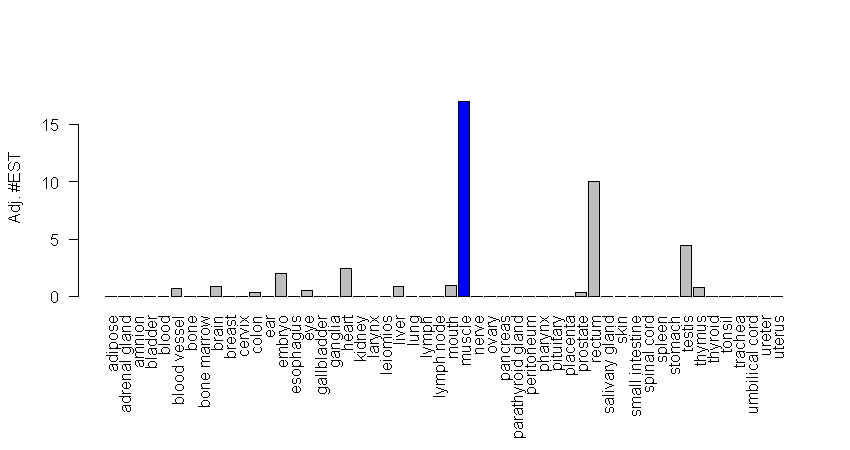 Adj. #EST
15
10
5
0
adipose
adrenal gland
amnion
bladder
blood
blood vessel
bone
bone marrow
brain
breast
cervix
colon
ear
embryo
esophagus
eye
gallbladder
ganglia
heart
kidney
larynx
leiomios
liver
lung
lymph
lymph node
mouth
muscle
nerve
ovary
pancreas
parathyroid gland
peritoneum
pharynx
pituitary
placenta
prostate
rectum
salivary gland
skin
small intestine
spinal cord
spleen
stomach
testis
thymus
thyroid
tonsil
trachea
umbilical cord
ureter
uterus